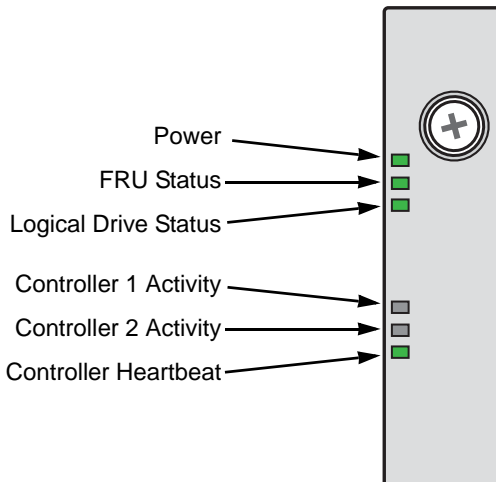 Power
FRU Status
Logical Drive Status
Controller 1 Activity
Controller 2 Activity
Controller Heartbeat